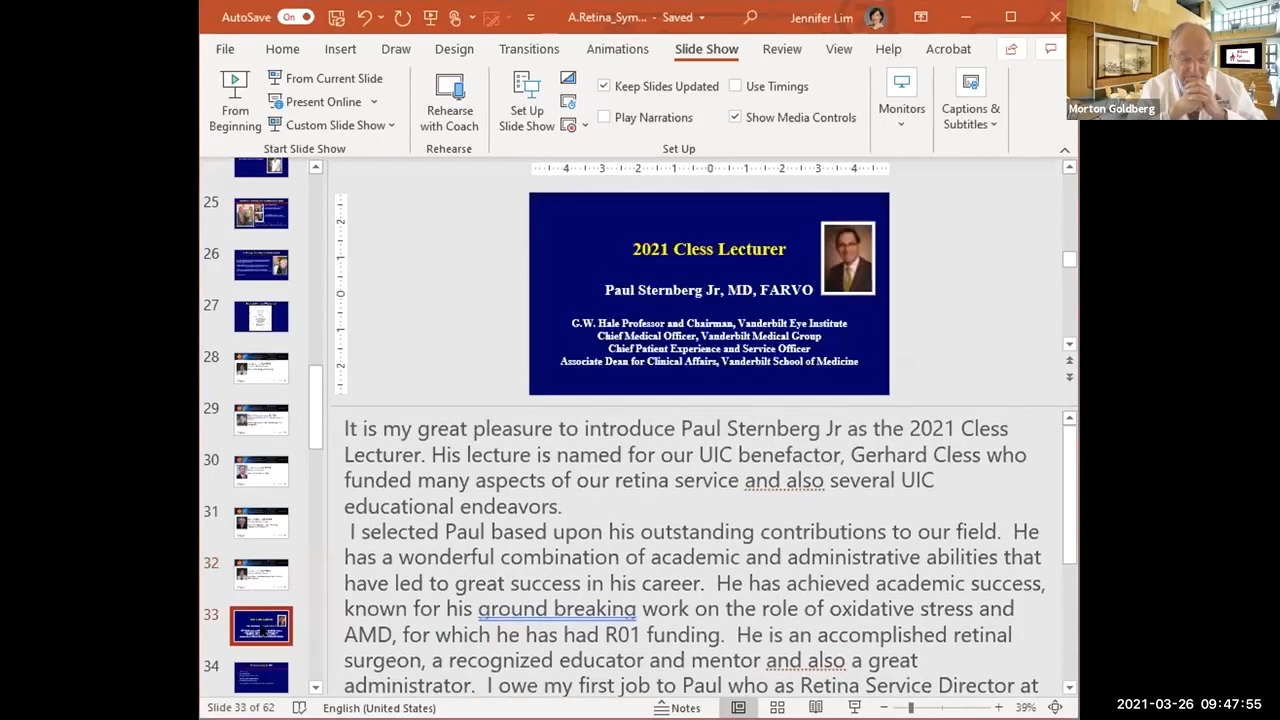 AutoSave On A.Retina_Sym... - Saved Jennifer Lim
File Home Insert Draw Design Transitions Animations Slide Show Review View Help Acrobat
From Beginning
From Current Slide
Present Online
Custom Slide Show
Start Slide Show
Rehearse with Coach
Rehearse
Set Up Slide Show
Keep Slides Updated
Use Timings
Play Narrations
Show Media Controls
Set Up
Monitors
Captions & Subtitles
Morton Goldberg
25
26
27
28
29
30
31
32
33
34
2021 Cless Lecturer
Paul Sternberg Jr, MD, FARVO
G.W. Hale Professor and Chairman, Vanderbilt Eye Institute
Chief Medical Officer, Vanderbilt Medical Group
Chief Patient Experience and Service Officer
Associate Dean for Clinical Affairs, Vanderbilt School of Medicine
It is my great pleasure to introduce Paul Sternberg Jr as the 2021 Cless
Lecturer. His lecture is named for our UIC benefactor, Gerhard Clss who
funded many aspects of our retina service and also several UIC
educational endeavors.
I selected Paul based upon his outstanding contributions to our field. He
has a wonderful combination of academic and administrative abilities that
have led to great success in his career. He has achieved academic success,
known for his ground breaking work on the role of oxidative stress and
AMD, for which he has had R01 funding. He is an accomplished retinal
surgeon, a recognized educator and mentor and also a great
administrator. I owe my first job to Paul who as Retina Service Director at
Slide 33 of 62 English (United States) Notes 39%
2021-03-26 09:47:55